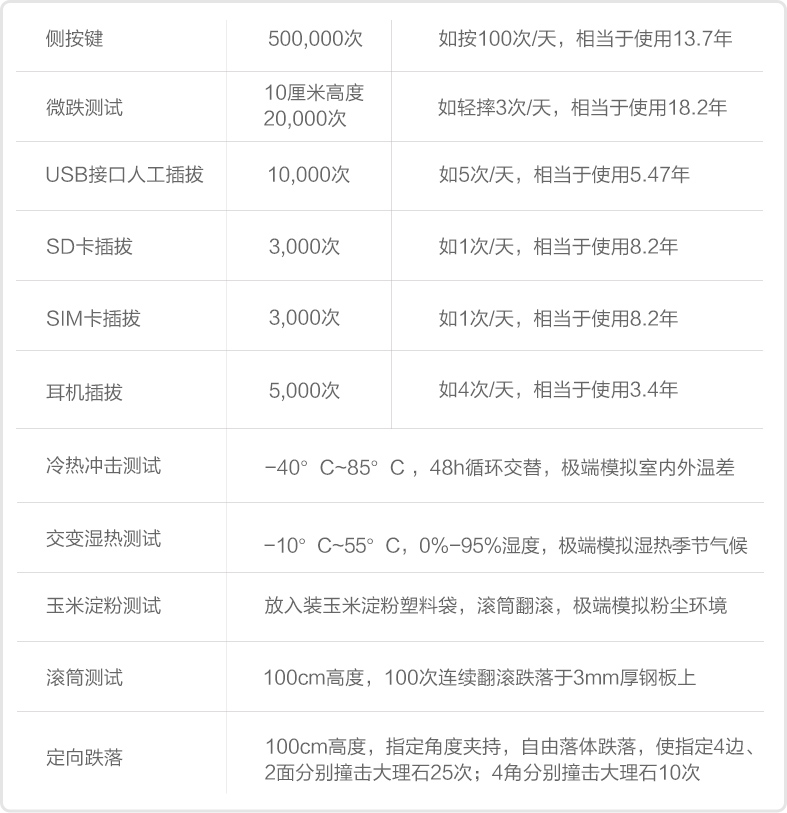 侧按键
500,000次
如按100次/天，相当于使用13.7年
微跌测试
10厘米高度
20,000次
如轻摔3次/天，相当于使用18.2年
USB接口人工插拔
10,000次
如5次/天，相当于使用5.47年
SD卡插拔
3,000次
如1次/天，相当于使用8.2年
SIM卡插拔
3,000次
如1次/天，相当于使用8.2年
耳机插拔
5,000次
如4次/天，相当于使用3.4年
冷热冲击测试
-40°C~85°C，48h循环交替，极端模拟室内外温差
交变湿热测试
-10°C~55°C，0%-95%湿度，极端模拟湿热季节气候
玉米淀粉测试
放入装玉米淀粉塑料袋，滚筒翻滚，极端模拟粉尘环境
滚筒测试
100cm高度，100次连续翻滚跌落于3mm厚钢板上
定向跌落
100cm高度，指定角度夹持，自由落体跌落，使指定4边、
2面分别撞击大理石25次；4角分别撞击大理石10次